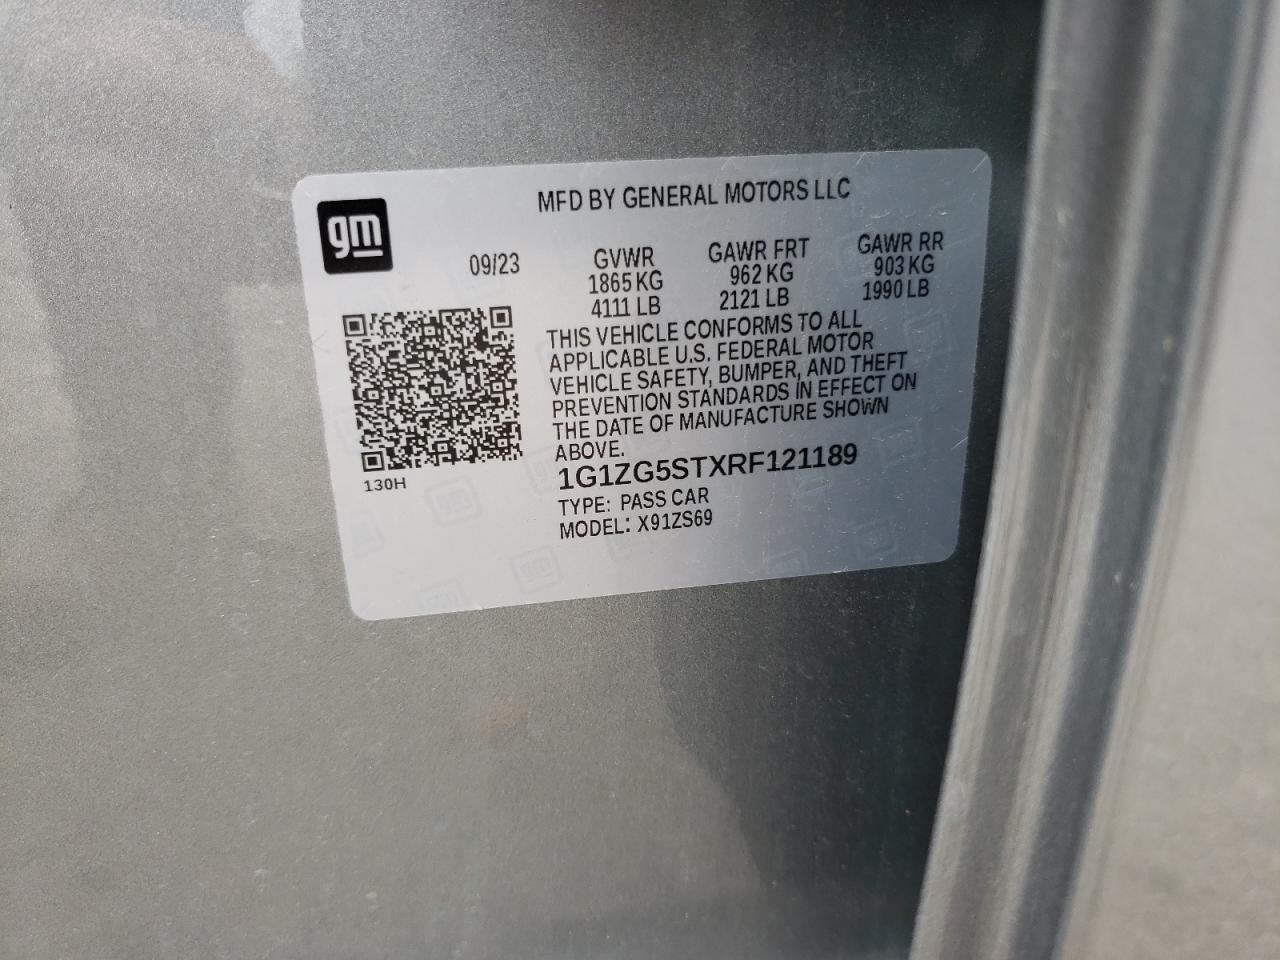 gm
MFD BY GENERAL MOTORS LLC
09/23 GVWR GAWR FRT GAWR RR
1865 KG 962 KG 903 KG
4111 LB 2121 LB 1990 LB
THIS VEHICLE CONFORMS TO ALL
APPLICABLE U.S. FEDERAL MOTOR
VEHICLE SAFETY, BUMPER, AND THEFT
PREVENTION STANDARDS IN EFFECT ON
THE DATE OF MANUFACTURE SHOWN
ABOVE.
130H
1G1ZG5STXRF121189
TYPE: PASS CAR
MODEL: X91ZS69